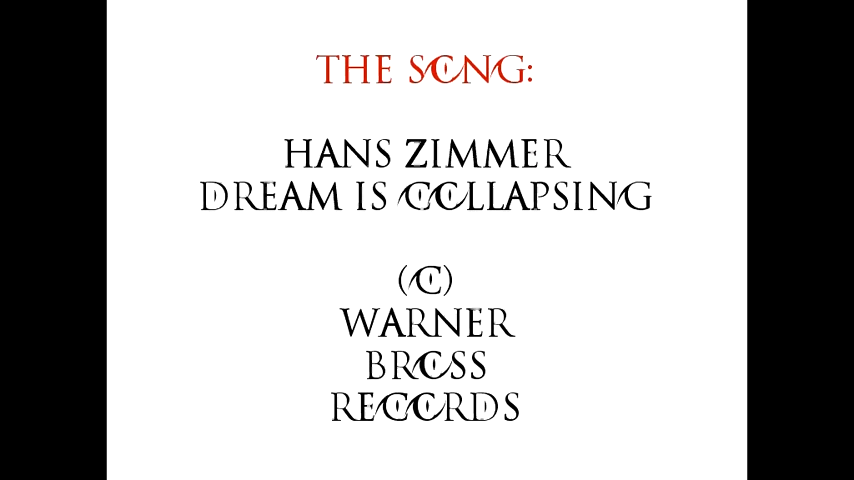 THE SONG:
HANS ZIMMER
DREAM IS COLLAPSING
(C)
WARNER
BROSS
RECORDS